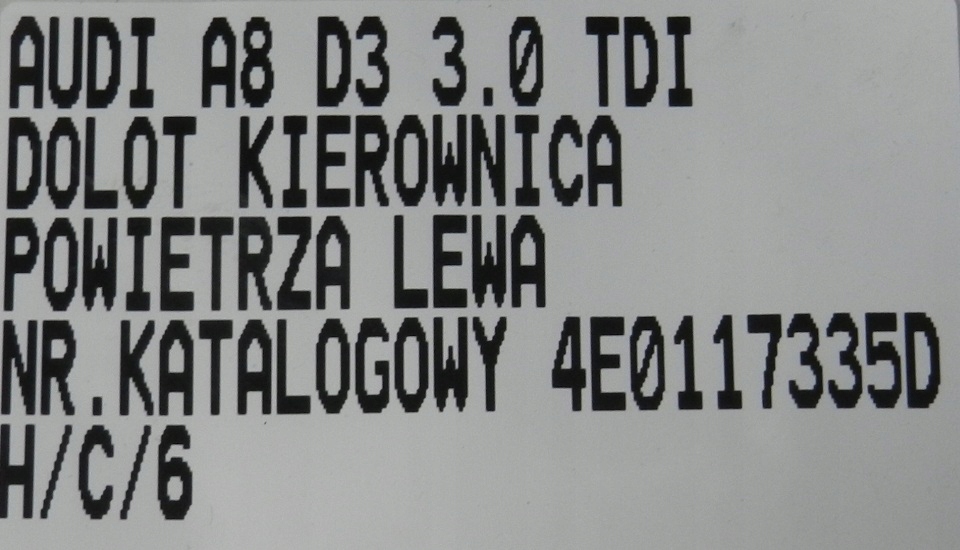 AUDI A8 D3 3.0 TDI
DOLOT KIEROWNICA
POWIETRZA LEWA
NR.KATALOGOWY 4E0117335D
H/C/6